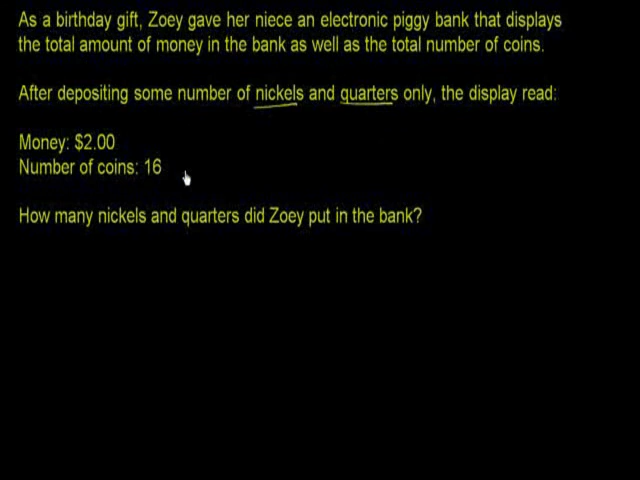 As a birthday gift, Zoey gave her niece an electronic piggy bank that displays
the total amount of money in the bank as well as the total number of coins.
After depositing some number of nickels and quarters only, the display read:
Money: $2.00
Number of coins: 16
How many nickels and quarters did Zoey put in the bank?